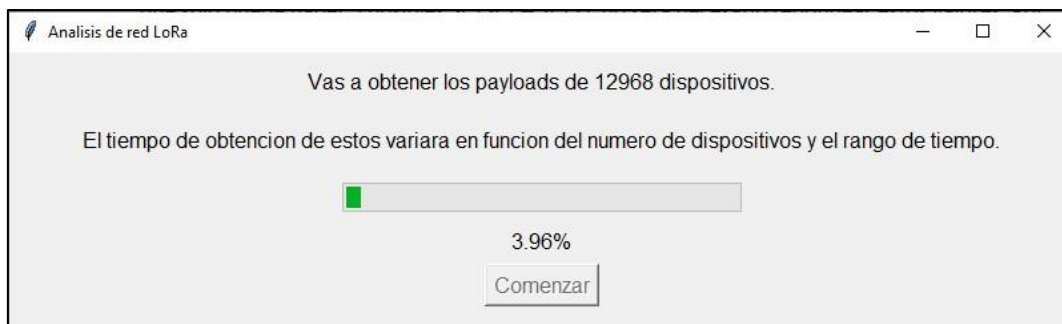 Analisis de red LoRa
Vas a obtener los payloads de 12968 dispositivos.
El tiempo de obtencion de estos variara en funcion del numero de dispositivos y el rango de tiempo.
3.96%
Comenzar